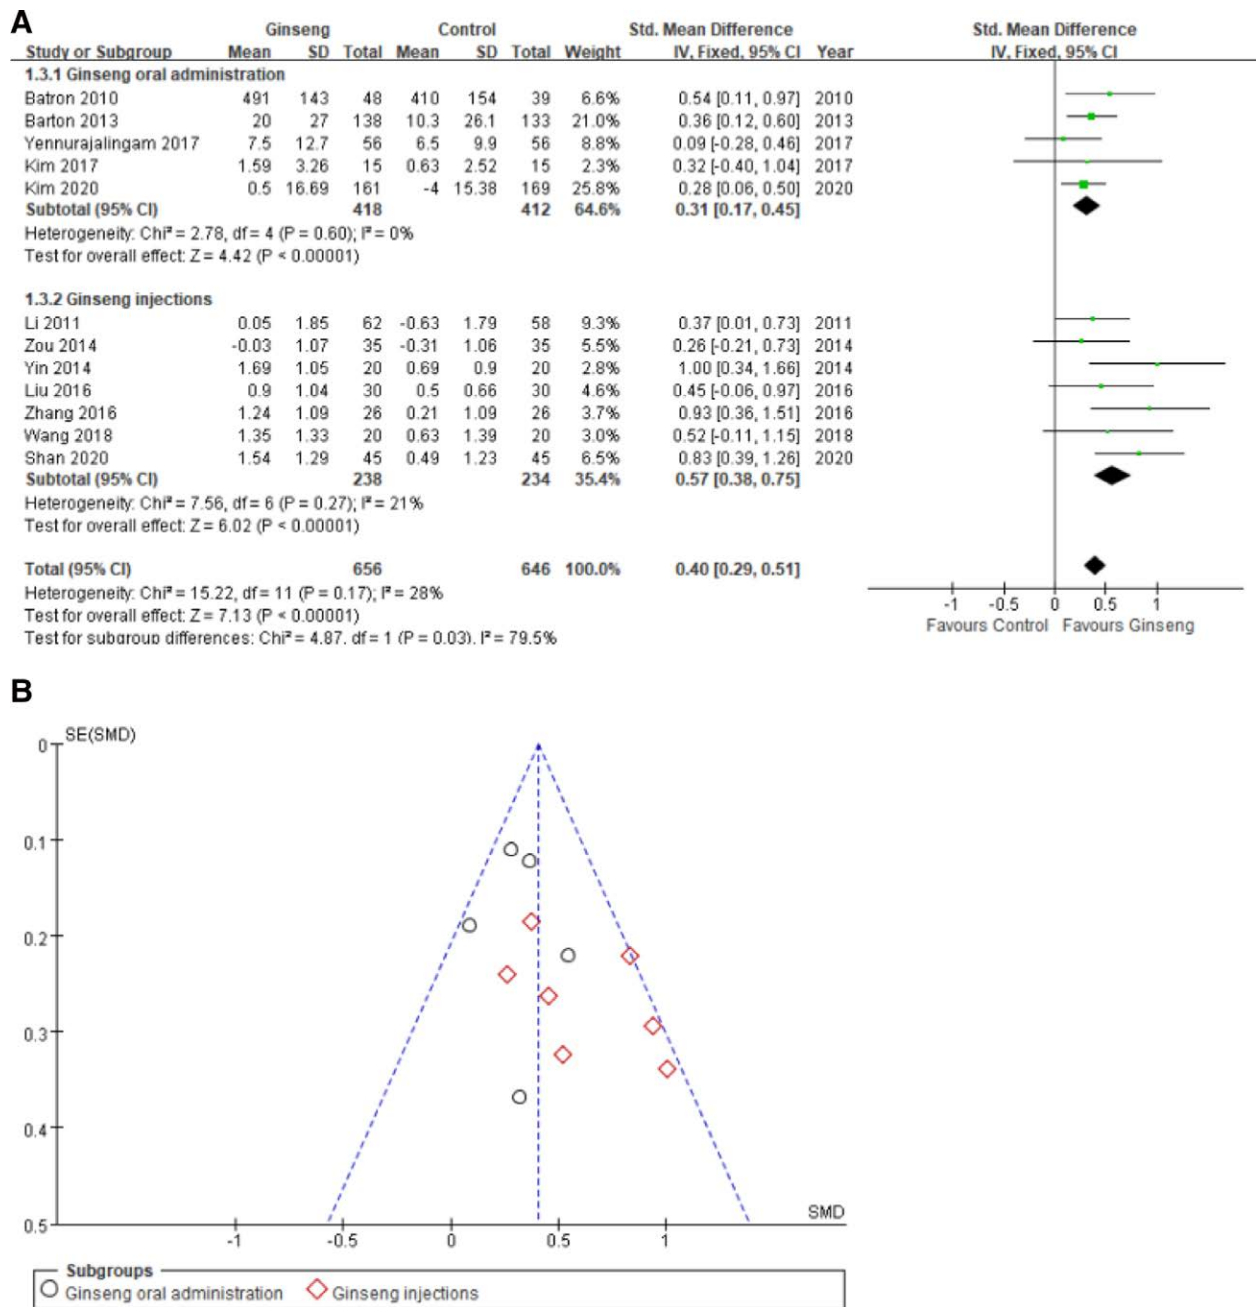 A
Ginseng Control Std. Mean Difference Std. Mean Difference
Study or Subgroup Mean SD Total Mean SD Total Weight IV, Fixed, 95% CI Year IV, Fixed, 95% CI
1.3.1 Ginseng oral administration
Batron 2010 491 143 48 410 154 39 6.6% 0.54 [0.11, 0.97] 2010
Barton 2013 20 27 138 10.3 26.1 133 21.0% 0.36 [0.12, 0.60] 2013
Yennurajalingam 2017 7.5 12.7 56 6.5 9.9 56 8.8% 0.09 [-0.28, 0.46] 2017
Kim 2017 1.59 3.26 15 0.63 2.52 15 2.3% 0.32 [-0.40, 1.04] 2017
Kim 2020 0.5 16.69 161 -4 15.38 169 25.8% 0.28 [0.06, 0.50] 2020
Subtotal (95% CI) 418 412 64.6% 0.31 [0.17, 0.45]
Heterogeneity: Chi² = 2.78, df = 4 (P = 0.60); I² = 0%
Test for overall effect: Z = 4.42 (P < 0.00001)
1.3.2 Ginseng injections
Li 2011 0.05 1.85 62 -0.63 1.79 58 9.3% 0.37 [0.01, 0.73] 2011
Zou 2014 -0.03 1.07 35 -0.31 1.06 35 5.5% 0.26 [-0.21, 0.73] 2014
Yin 2014 1.69 1.05 20 0.69 0.9 20 2.8% 1.00 [0.34, 1.66] 2014
Liu 2016 0.9 1.04 30 0.5 0.66 30 4.6% 0.45 [-0.06, 0.97] 2016
Zhang 2016 1.24 1.09 26 0.21 1.09 26 3.7% 0.93 [0.36, 1.51] 2016
Wang 2018 1.35 1.33 20 0.63 1.39 20 3.0% 0.52 [-0.11, 1.15] 2018
Shan 2020 1.54 1.29 45 0.49 1.23 45 6.5% 0.83 [0.39, 1.26] 2020
Subtotal (95% CI) 238 234 35.4% 0.57 [0.38, 0.75]
Heterogeneity: Chi² = 7.56, df = 6 (P = 0.27); I² = 21%
Test for overall effect: Z = 6.02 (P < 0.00001)
Total (95% CI) 656 646 100.0% 0.40 [0.29, 0.51]
Heterogeneity: Chi² = 15.22, df = 11 (P = 0.17); I² = 28%
Test for overall effect: Z = 7.13 (P < 0.00001)
Test for subgroup differences: Chi² = 4.87, df = 1 (P = 0.03), I² = 79.5%
-1 -0.5 0 0.5 1
Favours Control Favours Ginseng
B
SE(SMD)
0
0.1
0.2
0.3
0.4
0.5
SMD
-1 -0.5 0 0.5 1
Subgroups
Ginseng oral administration Ginseng injections